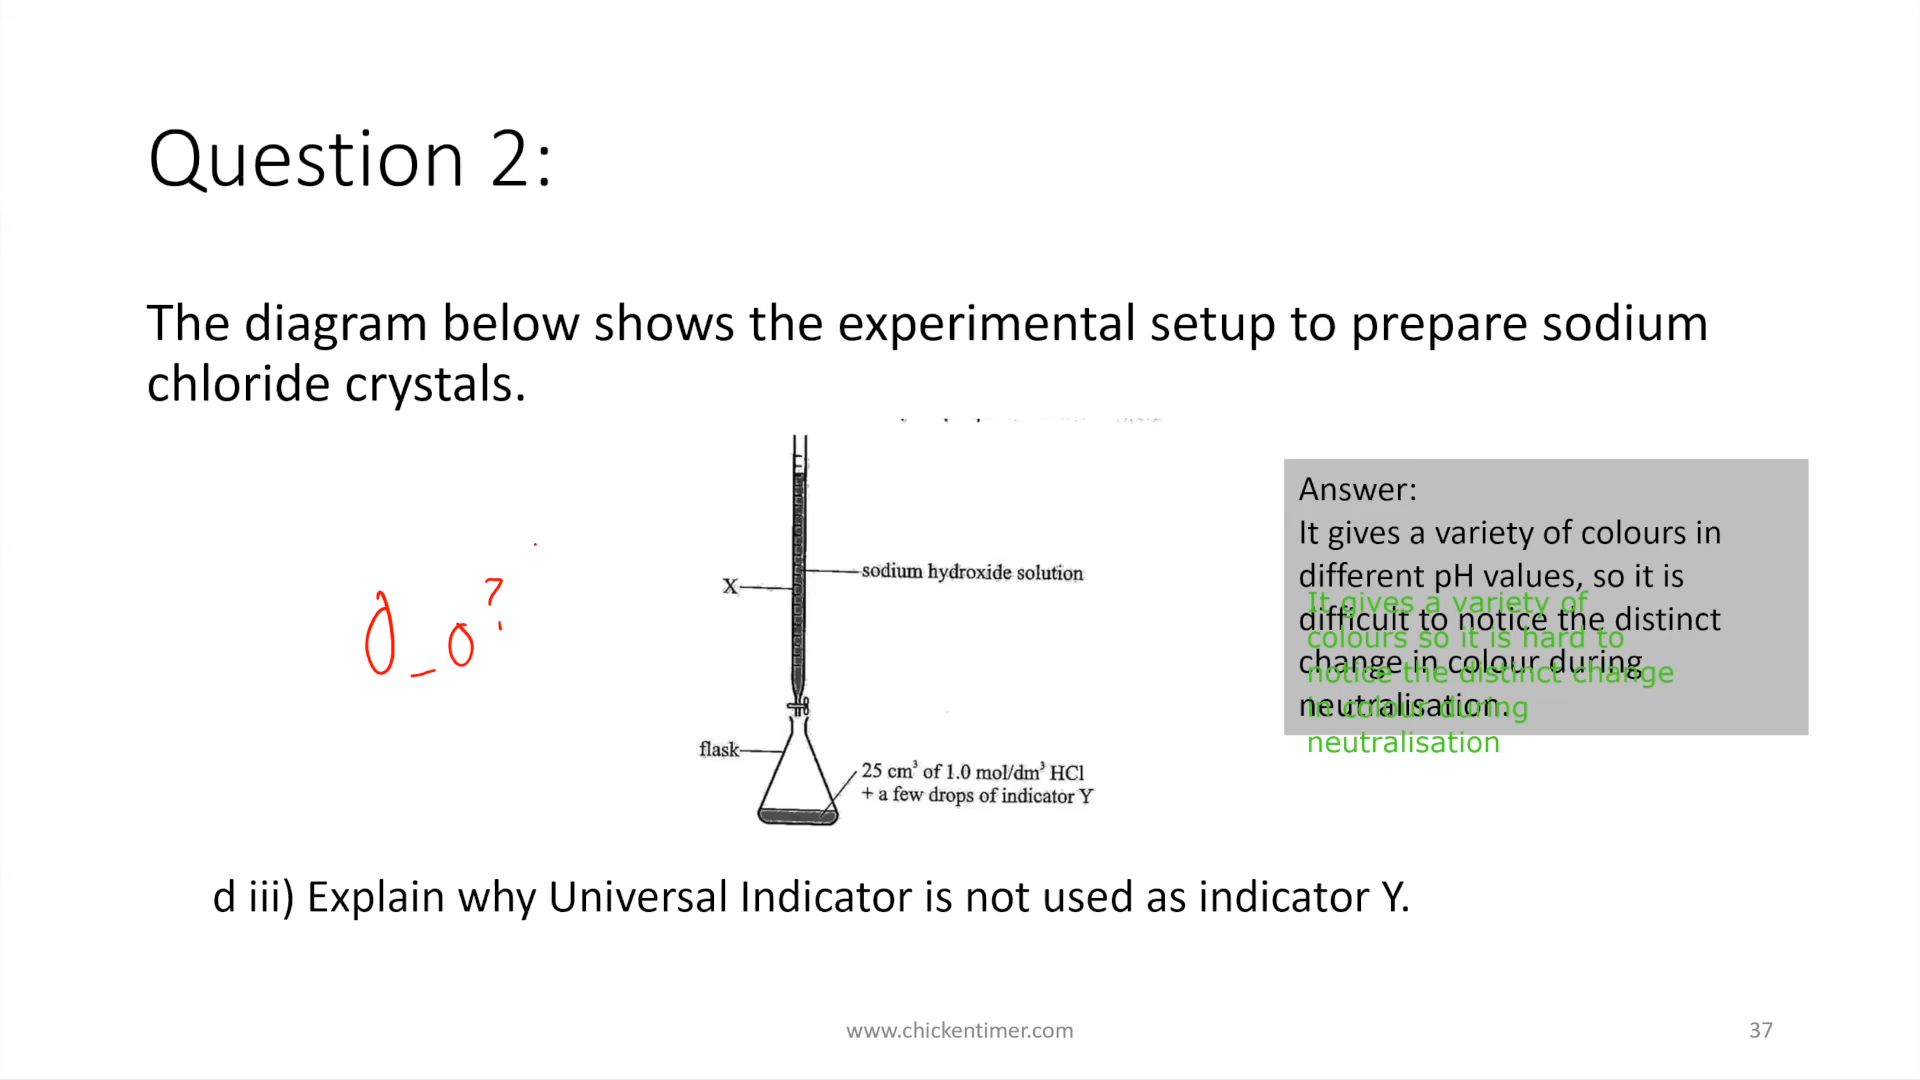 Question 2:
The diagram below shows the experimental setup to prepare sodium
chloride crystals.
sodium hydroxide solution
X
flask
25 cm³ of 1.0 mol/dm³ HCl
+ a few drops of indicator Y
Answer:
It gives a variety of colours in
different pH values, so it is
difficult to notice the distinct
change in colour during
neutralisation.
It gives a variety of
colours so it is hard to
notice the distinct change
in colour during
neutralisation
d iii) Explain why Universal Indicator is not used as indicator Y.
www.chickentimer.com
37